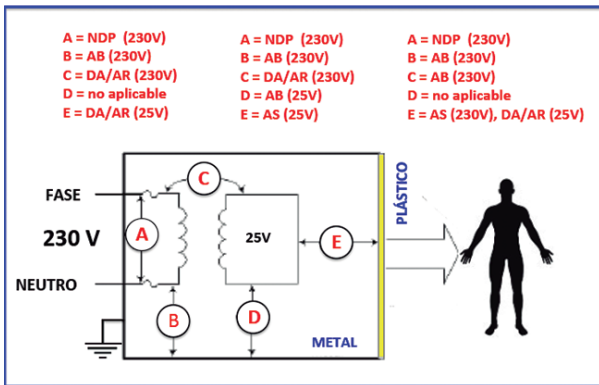 A = NDP (230V)
B = AB (230V)
C = DA/AR (230V)
D = no aplicable
E = DA/AR (25V)
A = NDP (230V)
B = AB (230V)
C = DA/AR (230V)
D = AB (25V)
E = AS (25V)
A = NDP (230V)
B = AB (230V)
C = AB (230V)
D = no aplicable
E = AS (230V), DA/AR (25V)
FASE
230 V
NEUTRO
A
C
B
25V
D
E
METAL
PLÁSTICO